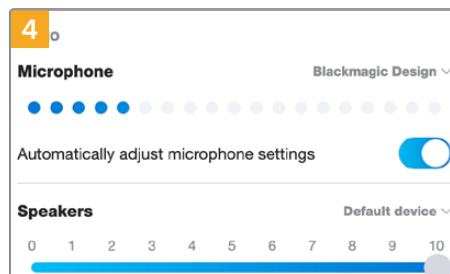 4 o
Microphone Blackmagic Design
Automatically adjust microphone settings
Speakers Default device
0 1 2 3 4 5 6 7 8 9 10